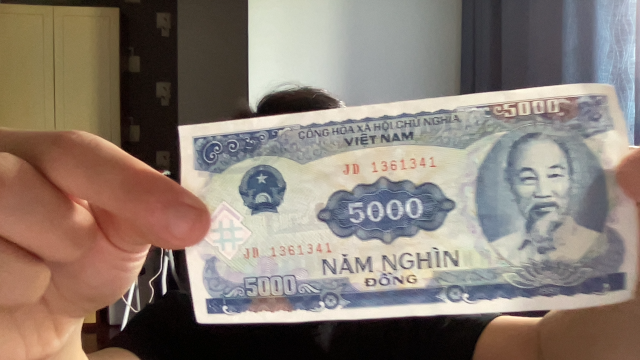 CỘNG HÒA XÃ HỘI CHỦ NGHĨA
VIỆT NAM
5000
JD 1361341
5000
JD 1361341
NĂM NGHÌN
ĐỒNG
5000